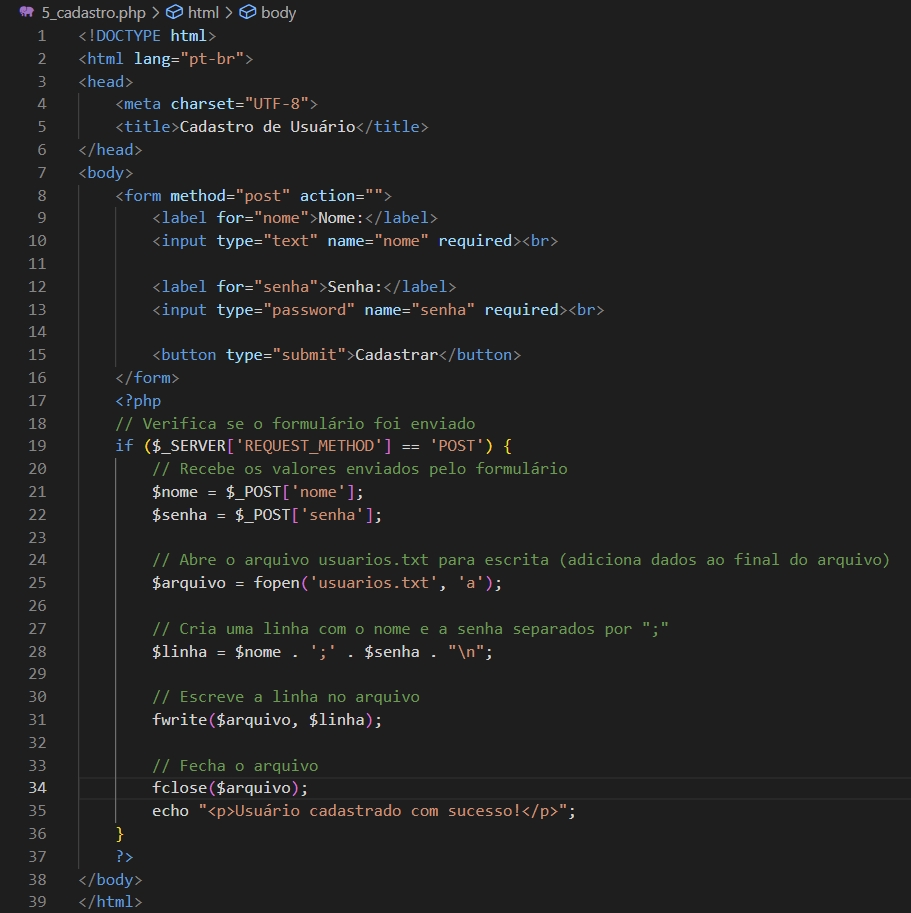 5_cadastro.php > html > body
1 <!DOCTYPE html>
2 <html lang="pt-br">
3 <head>
4     <meta charset="UTF-8">
5     <title>Cadastro de Usuário</title>
6 </head>
7 <body>
8     <form method="post" action="">
9         <label for="nome">Nome:</label>
10         <input type="text" name="nome" required><br>
11
12         <label for="senha">Senha:</label>
13         <input type="password" name="senha" required><br>
14
15         <button type="submit">Cadastrar</button>
16     </form>
17     <?php
18     // Verifica se o formulário foi enviado
19     if ($_SERVER['REQUEST_METHOD'] == 'POST') {
20         // Recebe os valores enviados pelo formulário
21         $nome = $_POST['nome'];
22         $senha = $_POST['senha'];
23
24         // Abre o arquivo usuarios.txt para escrita (adiciona dados ao final do arquivo)
25         $arquivo = fopen('usuarios.txt', 'a');
26
27         // Cria uma linha com o nome e a senha separados por ";"
28         $linha = $nome . ';' . $senha . "\n";
29
30         // Escreve a linha no arquivo
31         fwrite($arquivo, $linha);
32
33         // Fecha o arquivo
34         fclose($arquivo);
35         echo "<p>Usuário cadastrado com sucesso!</p>";
36     }
37     ?>
38 </body>
39 </html>